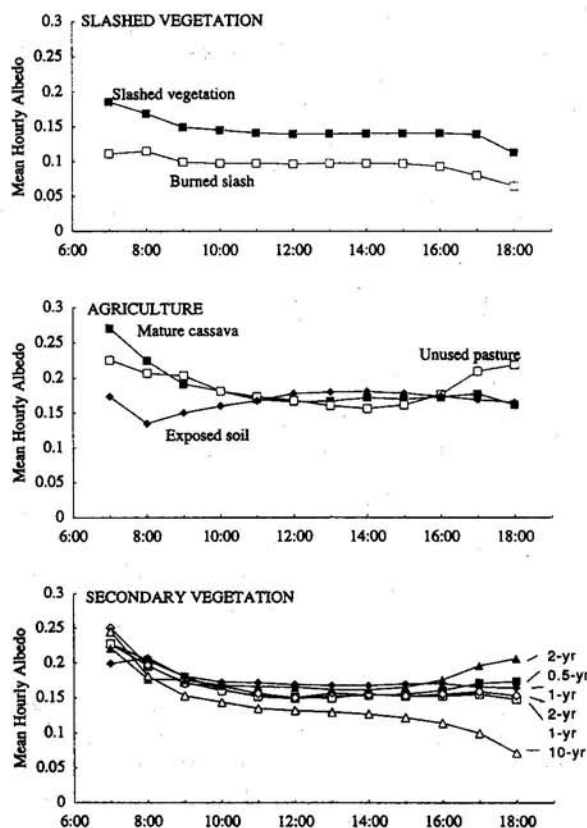 SLASHED VEGETATION
0.3
0.25
0.2
0.15
0.1
0.05
0
Mean Hourly Albedo
Slashed vegetation
Burned slash
6:00 8:00 10:00 12:00 14:00 16:00 18:00
AGRICULTURE
0.3
0.25
0.2
0.15
0.1
0.05
0
Mean Hourly Albedo
Mature cassava
Unused pasture
Exposed soil
6:00 8:00 10:00 12:00 14:00 16:00 18:00
SECONDARY VEGETATION
0.3
0.25
0.2
0.15
0.1
0.05
0
Mean Hourly Albedo
2-yr
0.5-yr
1-yr
2-yr
1-yr
10-yr
6:00 8:00 10:00 12:00 14:00 16:00 18:00